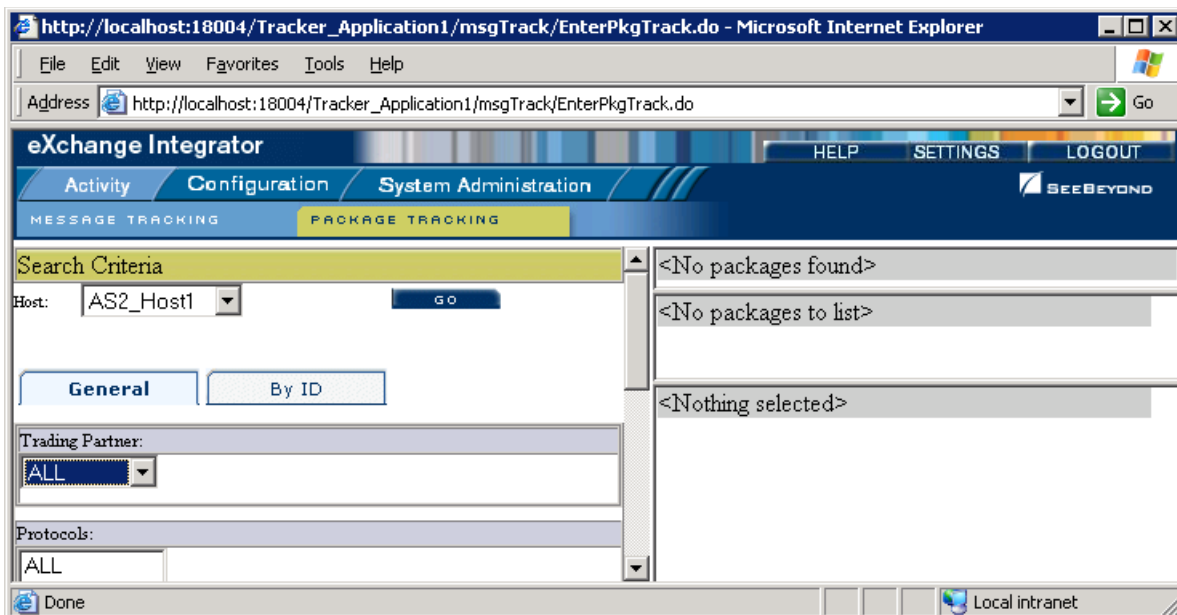 http://localhost:18004/Tracker_Application1/msgTrack/EnterPkgTrack.do - Microsoft Internet Explorer
File Edit View Favorites Tools Help
Address http://localhost:18004/Tracker_Application1/msgTrack/EnterPkgTrack.do Go
eXchange Integrator
HELP SETTINGS LOGOUT
Activity Configuration System Administration
SEEBEYOND
MESSAGE TRACKING PACKAGE TRACKING
Search Criteria
Host: AS2_Host1 GO
General By ID
Trading Partner:
ALL
Protocols:
ALL
<No packages found>
<No packages to list>
<Nothing selected>
Done Local intranet